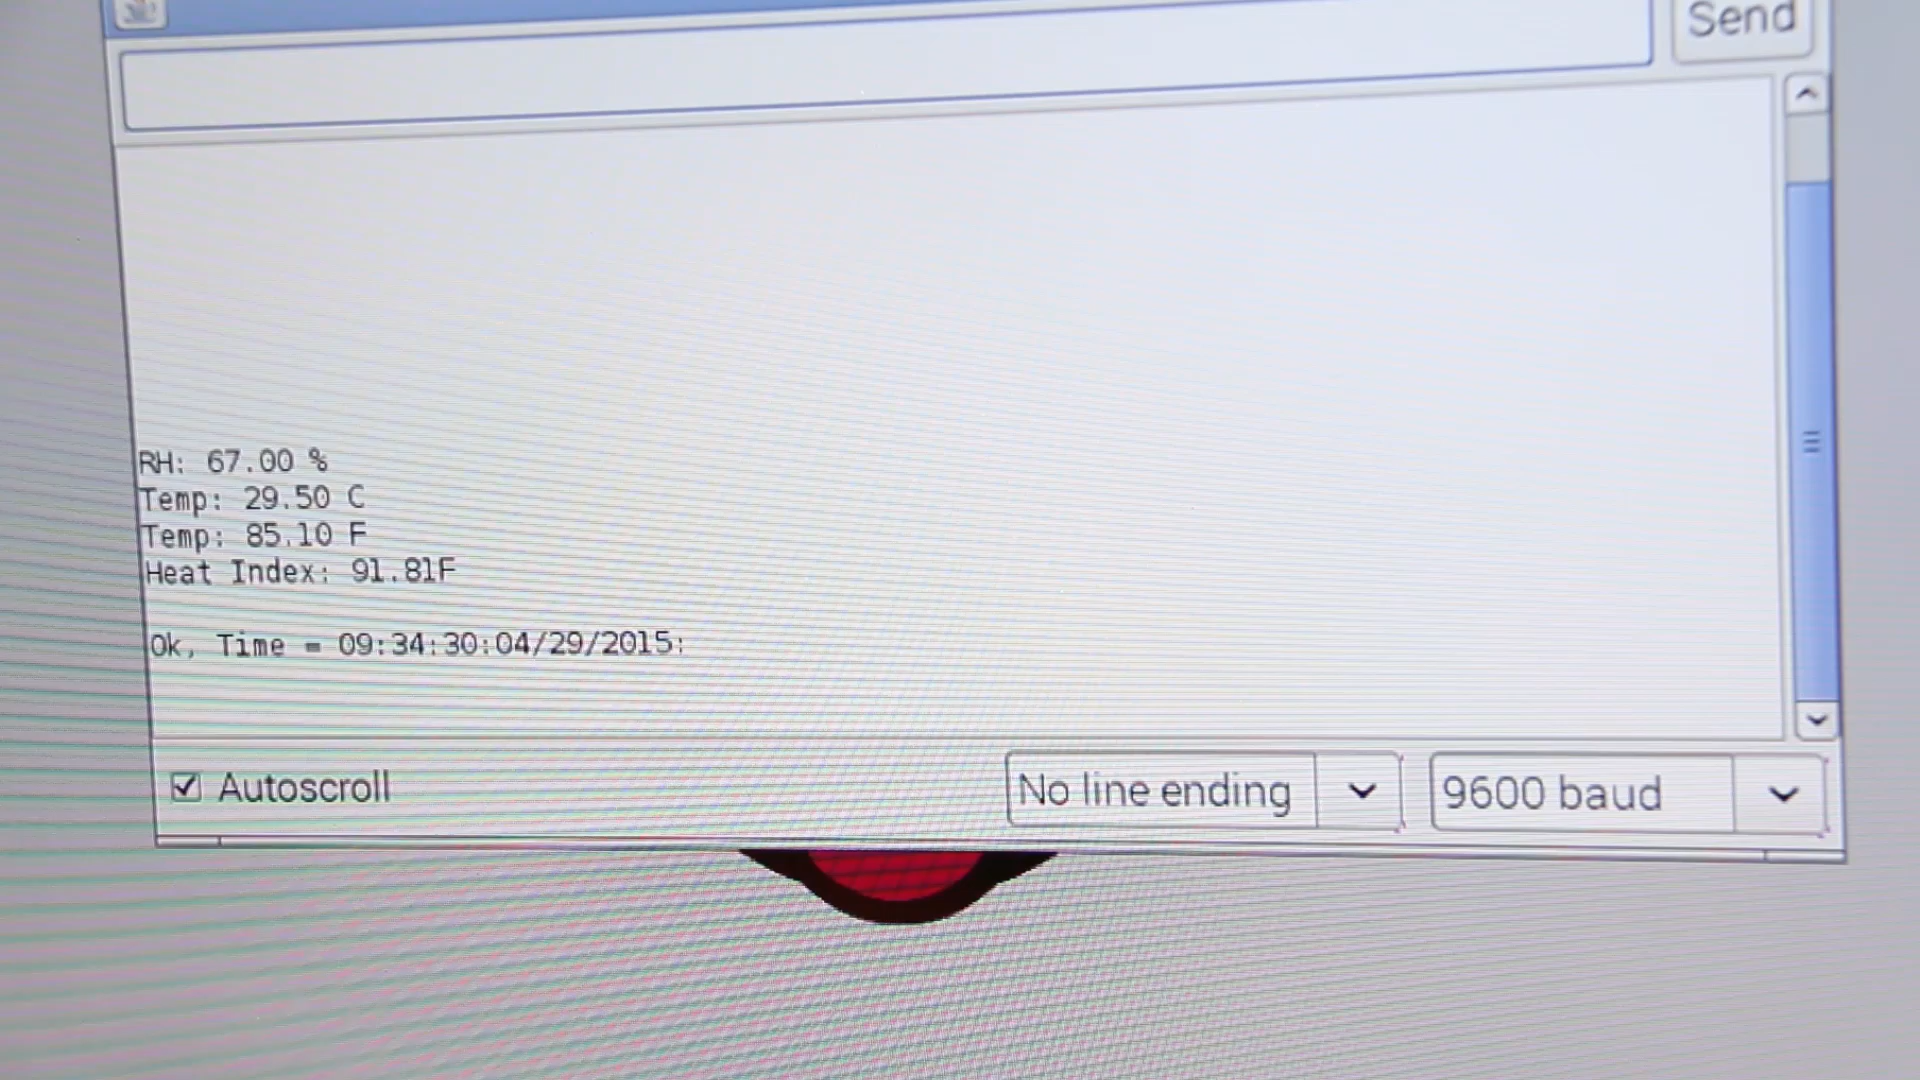 Send
RH: 67.00 %
Temp: 29.50 C
Temp: 85.10 F
Heat Index: 91.81F
Ok, Time = 09:34:30:04/29/2015:
Autoscroll
No line ending
9600 baud